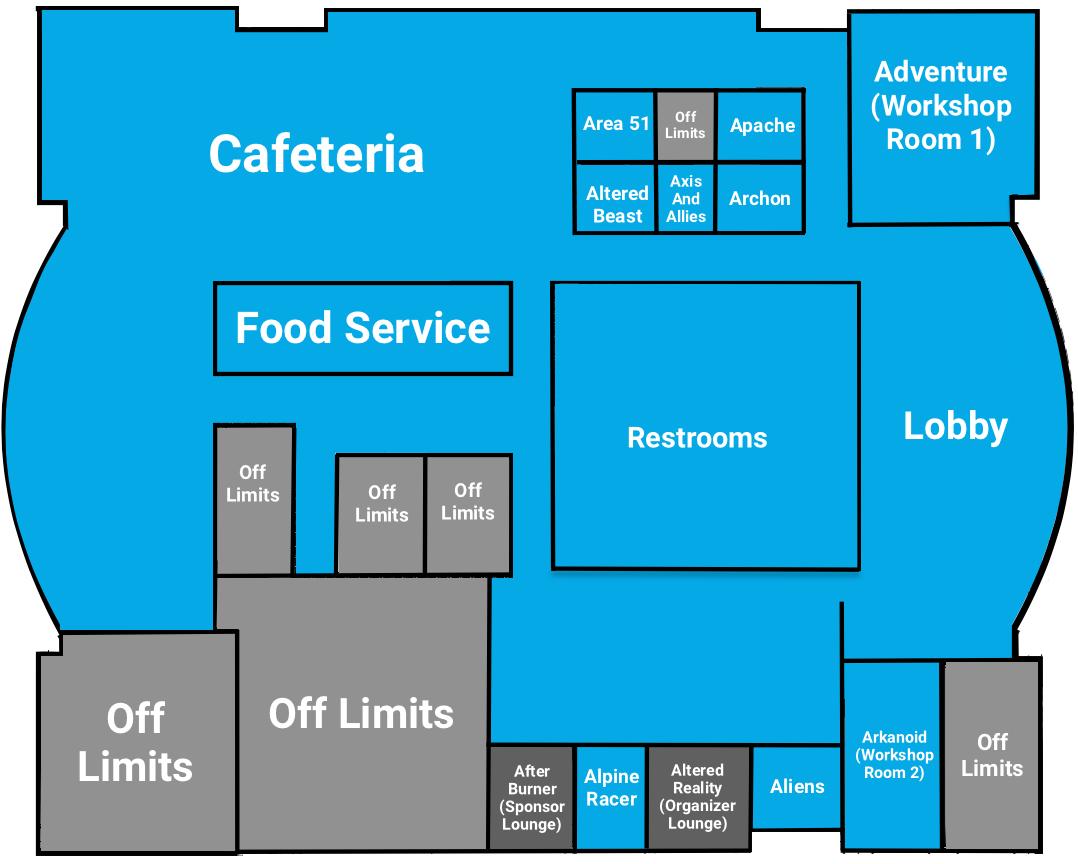 Cafeteria
Area 51
Off
Limits
Apache
Adventure
(Workshop
Room 1)
Altered
Beast
Axis
And
Allies
Archon
Food Service
Restrooms
Lobby
Off
Limits
Off
Limits
Off
Limits
Off
Limits
Off Limits
After
Burner
(Sponsor
Lounge)
Alpine
Racer
Altered
Reality
(Organizer
Lounge)
Aliens
Arkanoid
(Workshop
Room 2)
Off
Limits